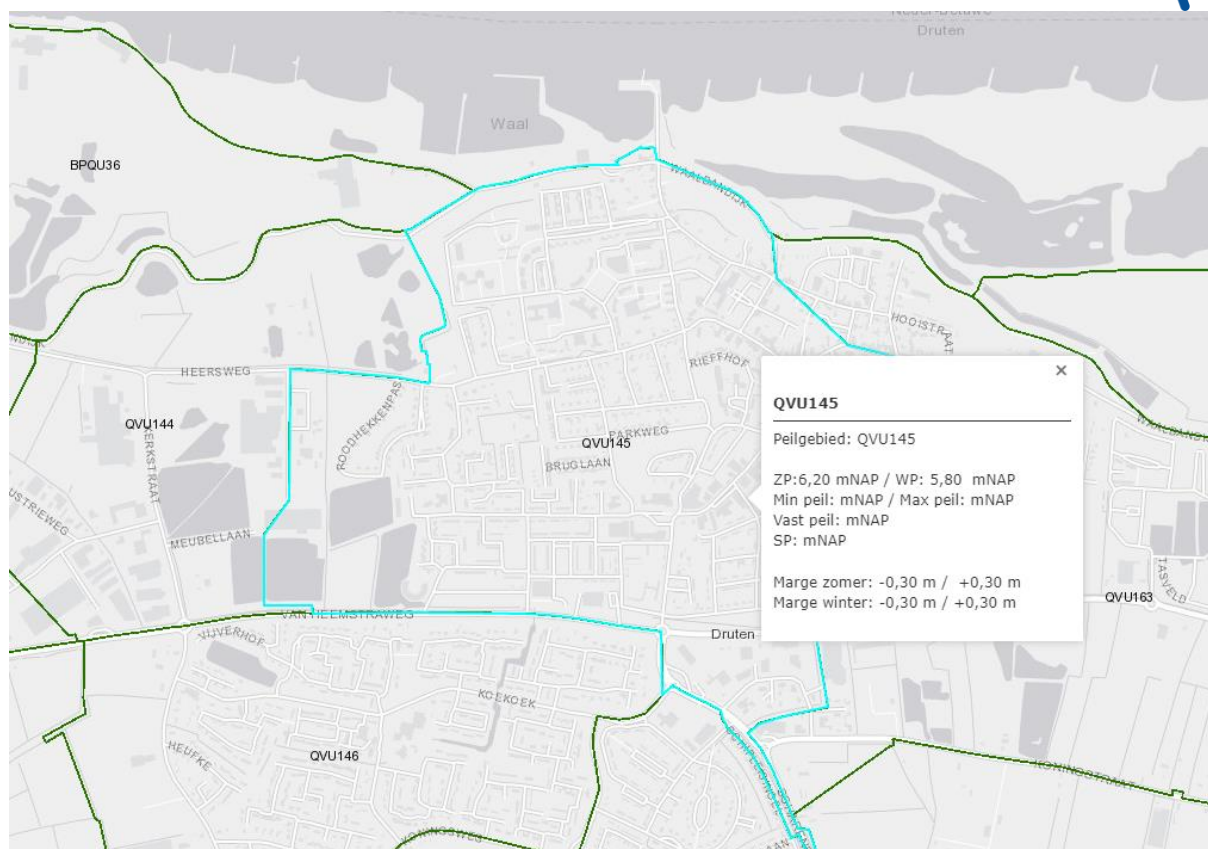 Druten
Waal
BPQU36
WAALBANDIJK
HOOISTRAAT
HEERSWEG
RIEFFHOF
QVU144
KERKSTRAAT
ROODHEKKENPAS
PARKWEG
QVU145
BRUGLAAN
MEUBELLAAN
VAN HEEMSTRAWEG
VIJVERHOF
Druten
KOEKOEK
HEUFKE
QVU146
KONINGSWEG
KONINGSTRAAT
TASVELD
QVU163
×
QVU145
Peilgebied: QVU145
ZP:6,20 mNAP / WP: 5,80 mNAP
Min peil: mNAP / Max peil: mNAP
Vast peil: mNAP
SP: mNAP
Marge zomer: -0,30 m / +0,30 m
Marge winter: -0,30 m / +0,30 m